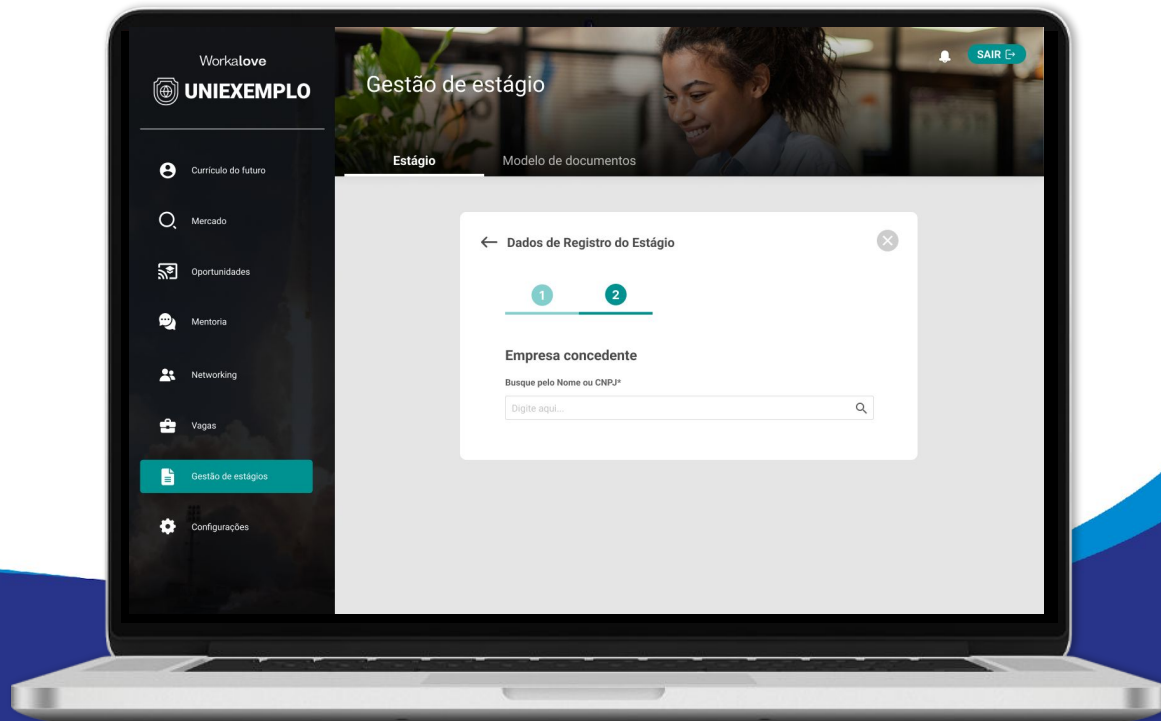 Workalove
UNIEXEMPLO
Currículo do futuro
Mercado
Oportunidades
Mentoria
Networking
Vagas
Gestão de estágios
Configurações
Gestão de estágio
SAIR
Estágio
Modelo de documentos
Dados de Registro do Estágio
1
2
Empresa concedente
Busque pelo Nome ou CNPJ*
Digite aqui...